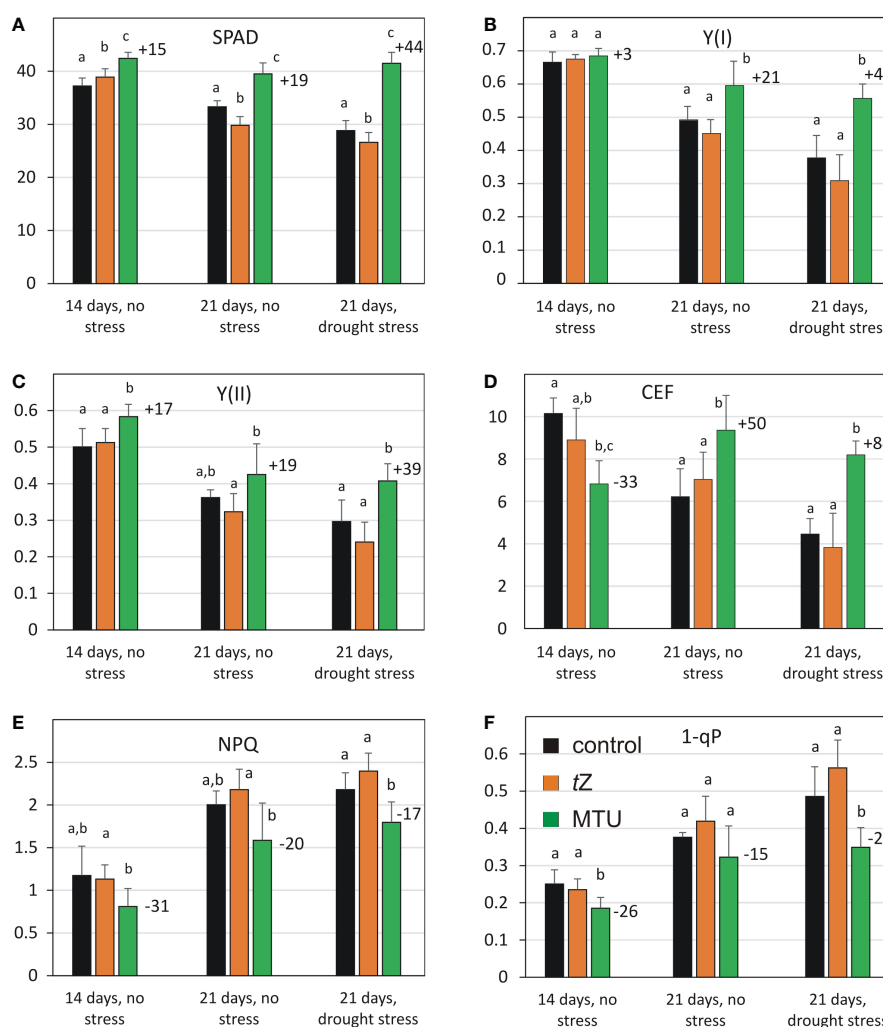 A
SPAD
40
30
20
10
0
a
b
c
+15
a
b
c
+19
a
b
c
+44
14 days, no
stress
21 days, no
stress
21 days,
drought stress
B
Y(I)
0.7
0.6
0.5
0.4
0.3
0.2
0.1
0
a
a
a
+3
a
a
b
+21
a
a
b
+4
14 days, no
stress
21 days, no
stress
21 days,
drought stress
C
Y(II)
0.6
0.5
0.4
0.3
0.2
0.1
0
a
a
b
+17
a,b
a
b
+19
a
a
b
+39
14 days, no
stress
21 days, no
stress
21 days,
drought stress
D
CEF
10
8
6
4
2
0
a
a,b
b,c
-33
a
a
b
+50
a
a
b
+8
14 days, no
stress
21 days, no
stress
21 days,
drought stress
E
NPQ
2.5
2
1.5
1
0.5
0
a,b
a
b
-31
a,b
a
b
-20
a
a
b
-17
14 days, no
stress
21 days, no
stress
21 days,
drought stress
F
1-qP
control
tZ
MTU
0.6
0.5
0.4
0.3
0.2
0.1
0
a
a
b
-26
a
a
a
-15
a
a
b
-2
14 days, no
stress
21 days, no
stress
21 days,
drought stress